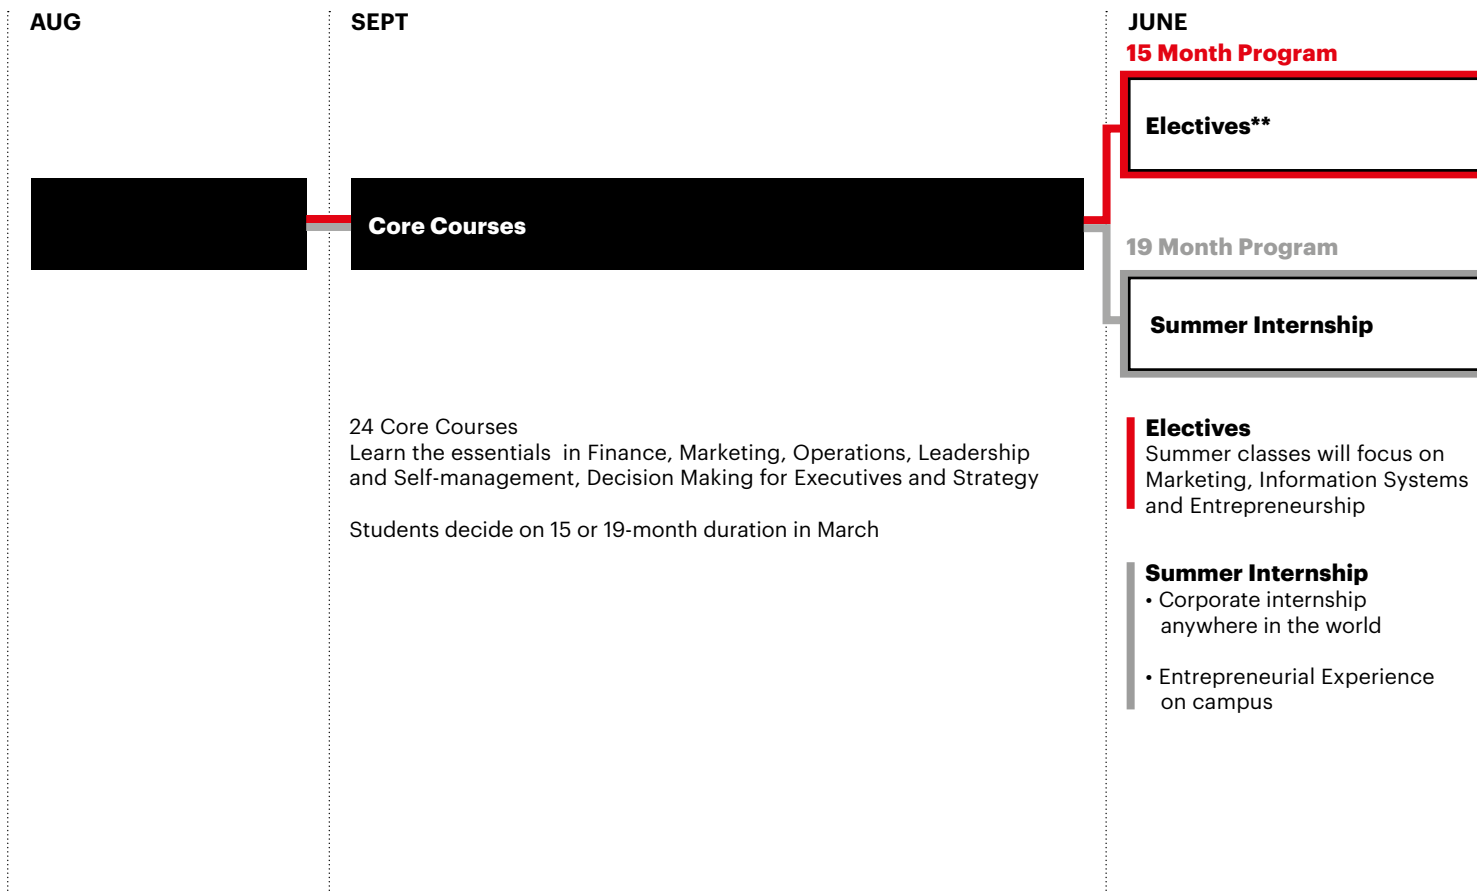 AUG
SEPT
JUNE
15 Month Program
Electives**
Core Courses
19 Month Program
Summer Internship
24 Core Courses
Learn the essentials in Finance, Marketing, Operations, Leadership
and Self-management, Decision Making for Executives and Strategy
Students decide on 15 or 19-month duration in March
Electives
Summer classes will focus on
Marketing, Information Systems
and Entrepreneurship
Summer Internship
• Corporate internship
anywhere in the world
• Entrepreneurial Experience
on campus